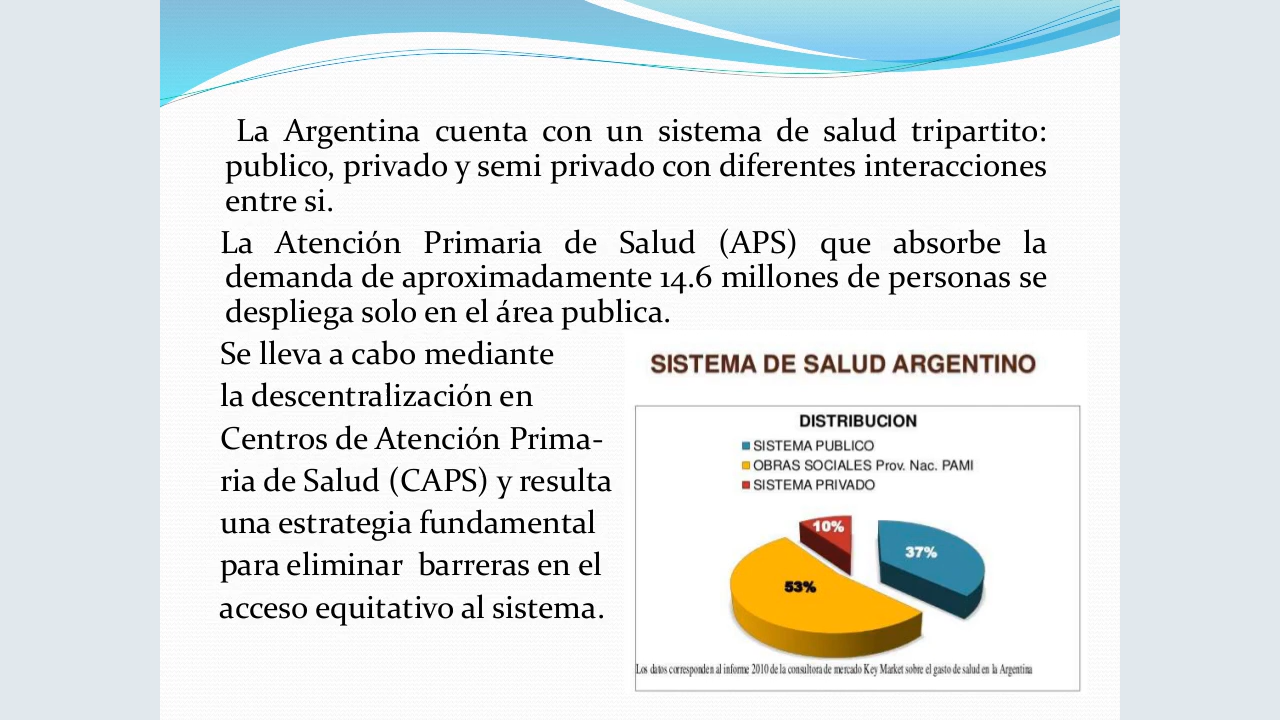 La Argentina cuenta con un sistema de salud tripartito:
publico, privado y semi privado con diferentes interacciones
entre si.
La Atención Primaria de Salud (APS) que absorbe la
demanda de aproximadamente 14.6 millones de personas se
despliega solo en el área publica.
Se lleva a cabo mediante
la descentralización en
Centros de Atención Prima-
ria de Salud (CAPS) y resulta
una estrategia fundamental
para eliminar barreras en el
acceso equitativo al sistema.
SISTEMA DE SALUD ARGENTINO
DISTRIBUCION
SISTEMA PUBLICO
OBRAS SOCIALES Prov. Nac. PAMI
SISTEMA PRIVADO
10%
37%
53%
Los datos corresponden al informe 2010 de la consultora de mercado Key Market sobre el gasto de salud en la Argentina